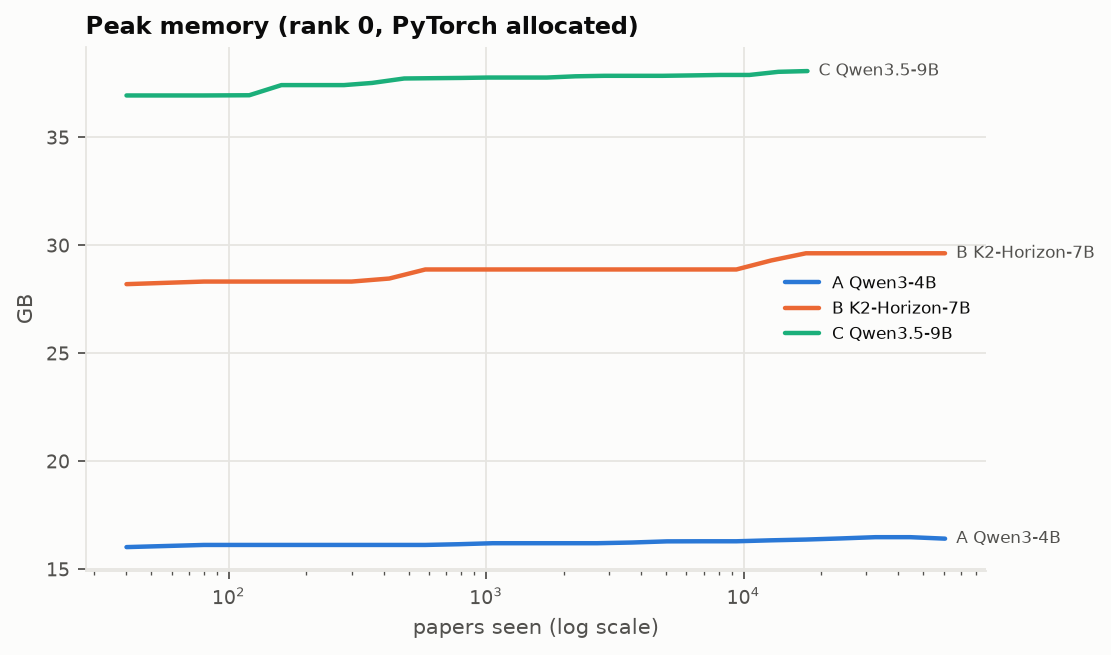 Peak memory (rank 0, PyTorch allocated)
C Qwen3.5-9B
35
30
B K2-Horizon-7B
A Qwen3-4B
B K2-Horizon-7B
C Qwen3.5-9B
GB
25
20
A Qwen3-4B
15
10²
10³
10⁴
papers seen (log scale)